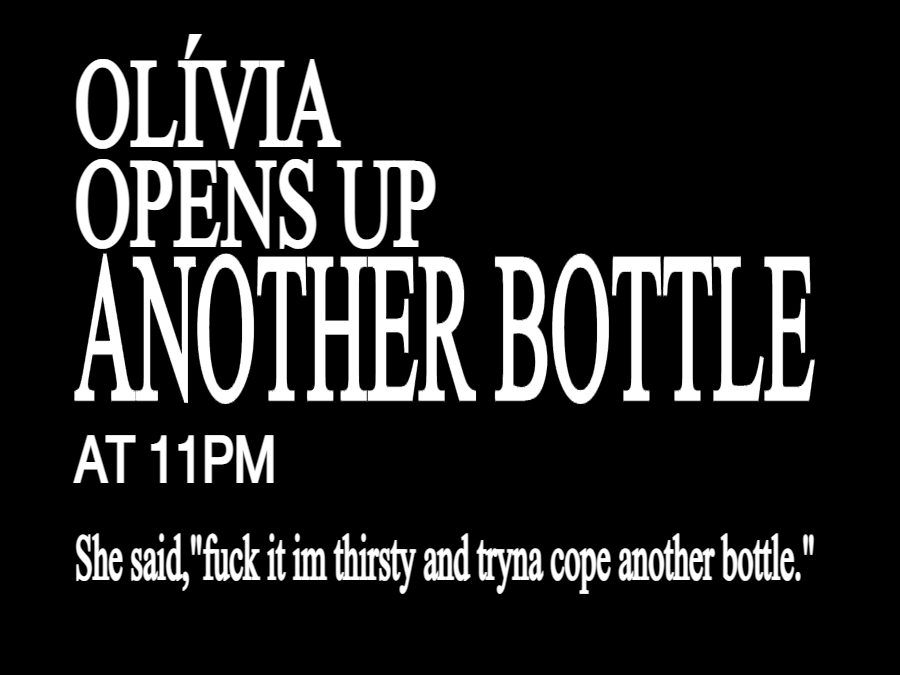 OLÍVIA
OPENS UP
ANOTHER BOTTLE
AT 11PM
She said,"fuck it im thirsty and tryna cope another bottle."